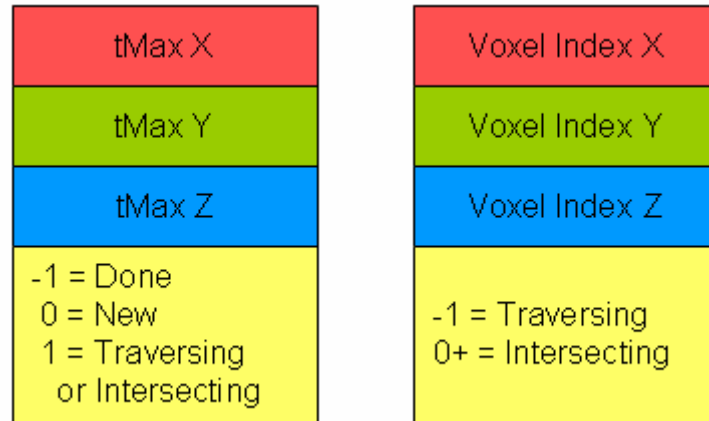 tMax X
tMax Y
tMax Z
-1 = Done
0 = New
1 = Traversing
or Intersecting
Voxel Index X
Voxel Index Y
Voxel Index Z
-1 = Traversing
0+ = Intersecting